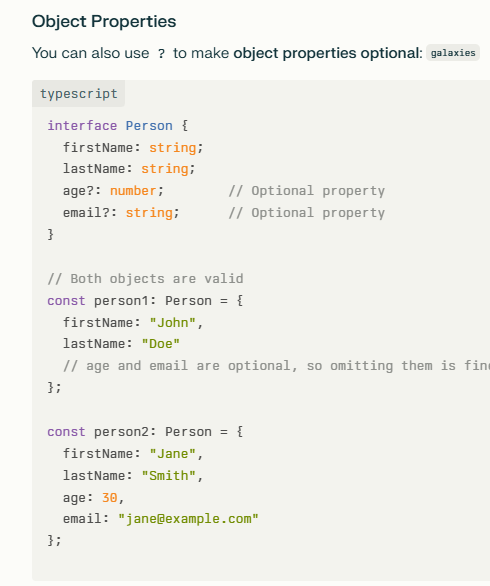 Object Properties
You can also use ? to make object properties optional: galaxies
typescript
interface Person {
  firstName: string;
  lastName: string;
  age?: number;        // Optional property
  email?: string;      // Optional property
}

// Both objects are valid
const person1: Person = {
  firstName: "John",
  lastName: "Doe"
  // age and email are optional, so omitting them is fine
};

const person2: Person = {
  firstName: "Jane",
  lastName: "Smith",
  age: 30,
  email: "jane@example.com"
};